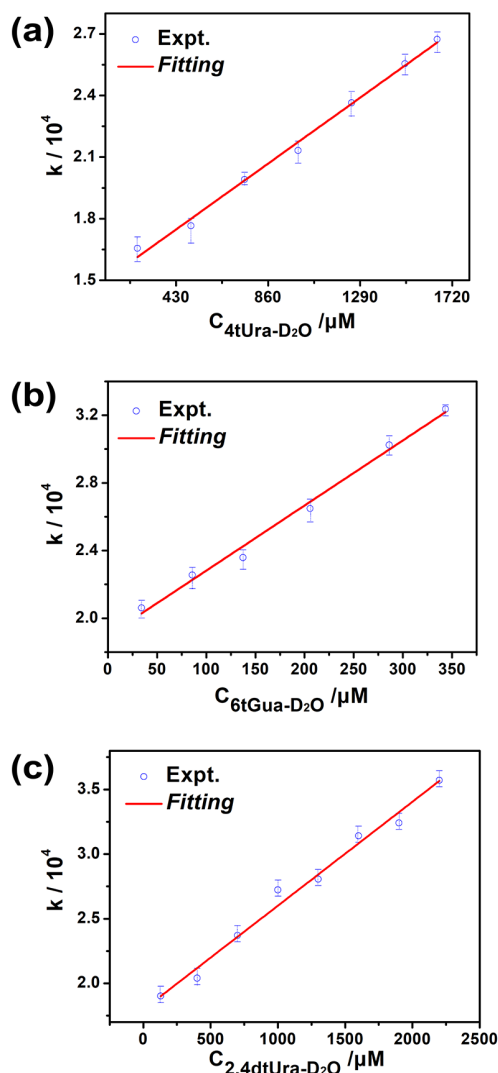 (a)
Expt.
Fitting
k / 10⁴
2.7
2.4
2.1
1.8
1.5
430 860 1290 1720
C₄ₜUᵣₐ₋D₂O /µM
(b)
Expt.
Fitting
k / 10⁴
3.2
2.8
2.4
2.0
0 50 100 150 200 250 300 350
C6tGua-D₂O/µM
(c)
Expt.
Fitting
k / 10⁴
3.5
3.0
2.5
2.0
0 500 1000 1500 2000 2500
C2,4dtUra-D₂O/µM